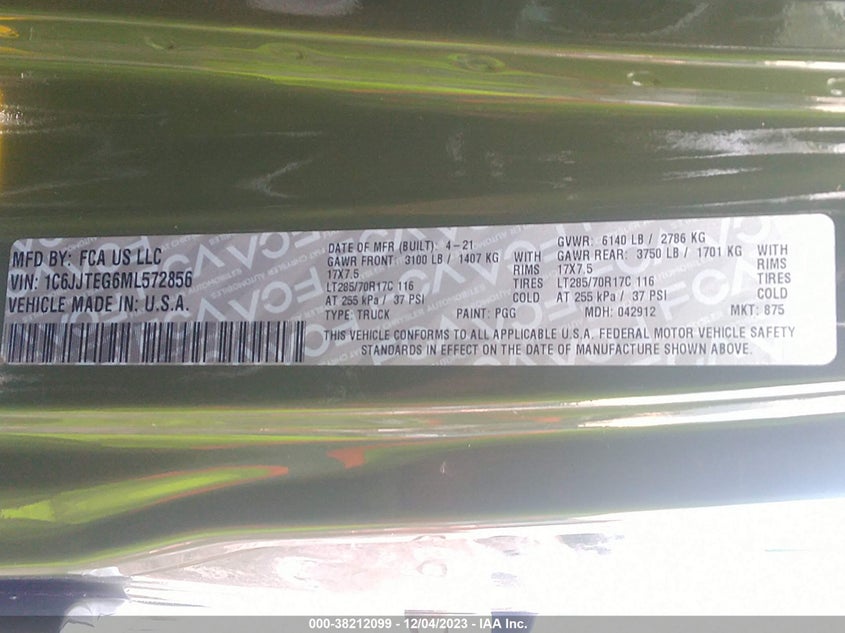 MFD BY: FCA US LLC
VIN: 1C6JJTEG6ML572856
VEHICLE MADE IN: U.S.A.
DATE OF MFR (BUILT): 4-21 GVWR: 6140 LB / 2786 KG
GAWR FRONT: 3100 LB / 1407 KG WITH GAWR REAR: 3750 LB / 1701 KG WITH
17X7.5 RIMS 17X7.5 RIMS
LT285/70R17C 116 TIRES LT285/70R17C 116 TIRES
AT 255 kPa / 37 PSI COLD AT 255 kPa / 37 PSI COLD
TYPE: TRUCK PAINT: PGG MDH: 042912 MKT: 875
THIS VEHICLE CONFORMS TO ALL APPLICABLE U.S.A. FEDERAL MOTOR VEHICLE SAFETY
STANDARDS IN EFFECT ON THE DATE OF MANUFACTURE SHOWN ABOVE.
000-38212099 - 12/04/2023 - IAA Inc.